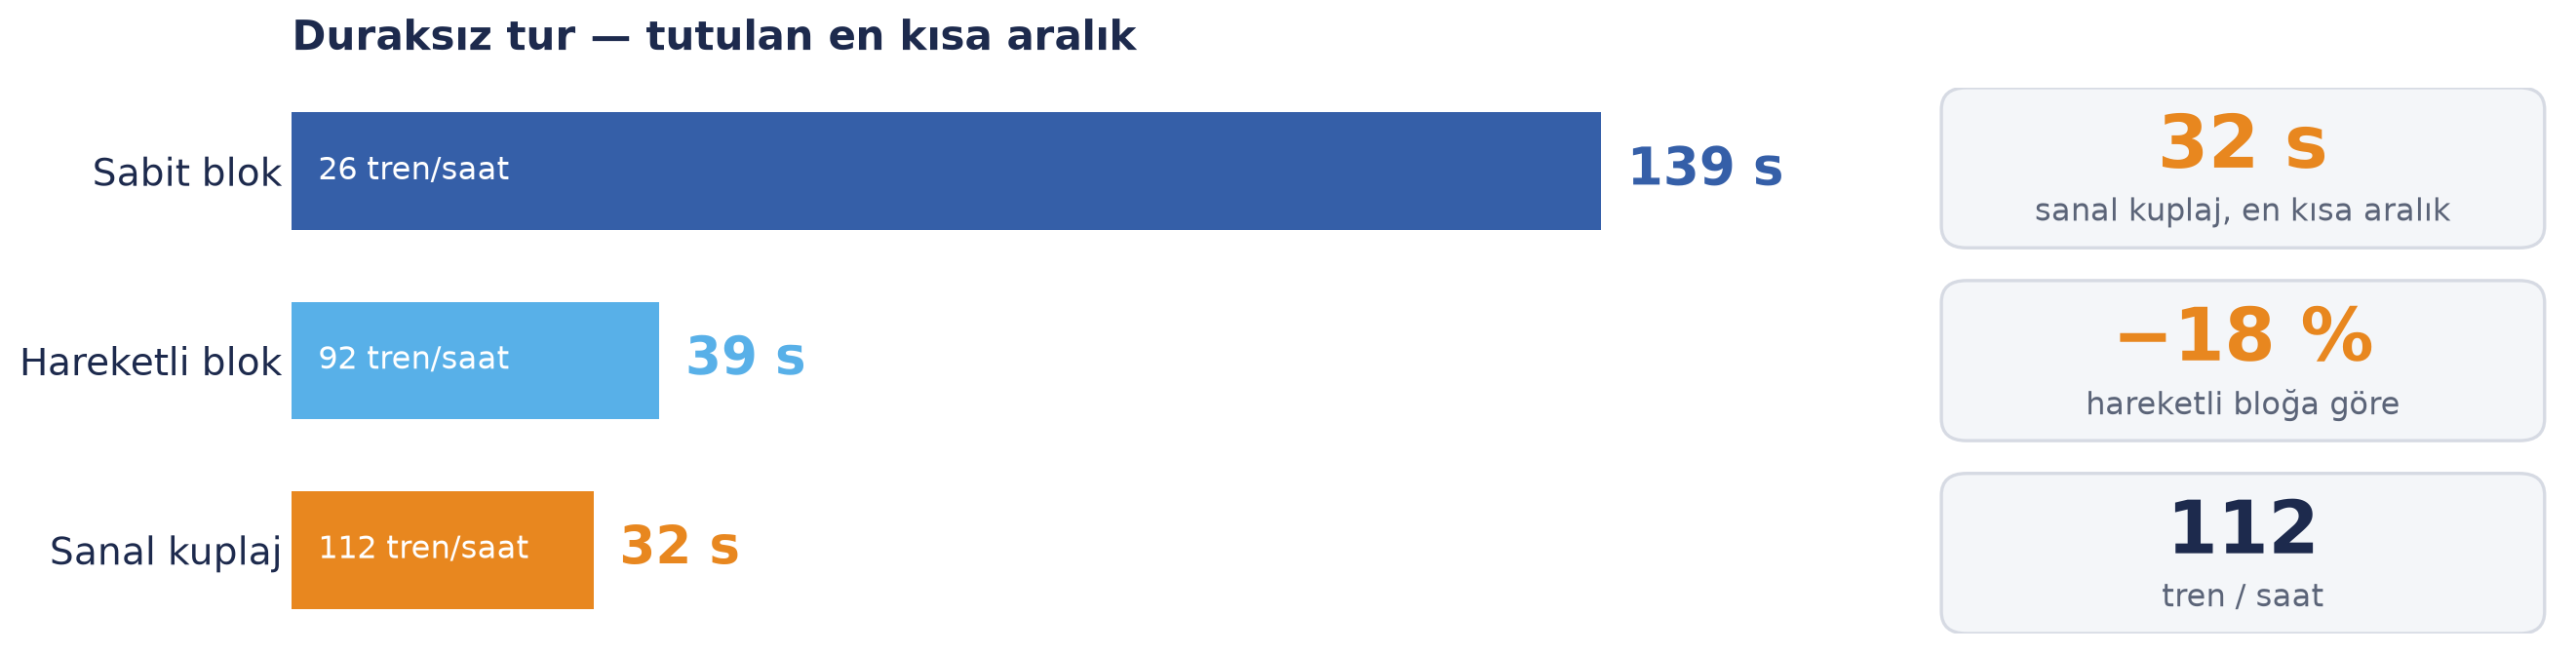 Duraksız tur — tutulan en kısa aralık
Sabit blok
26 tren/saat
139 s
Hareketli blok
92 tren/saat
39 s
Sanal kuplaj
112 tren/saat
32 s
32 s
sanal kuplaj, en kısa aralık
−18 %
hareketli bloğa göre
112
tren / saat